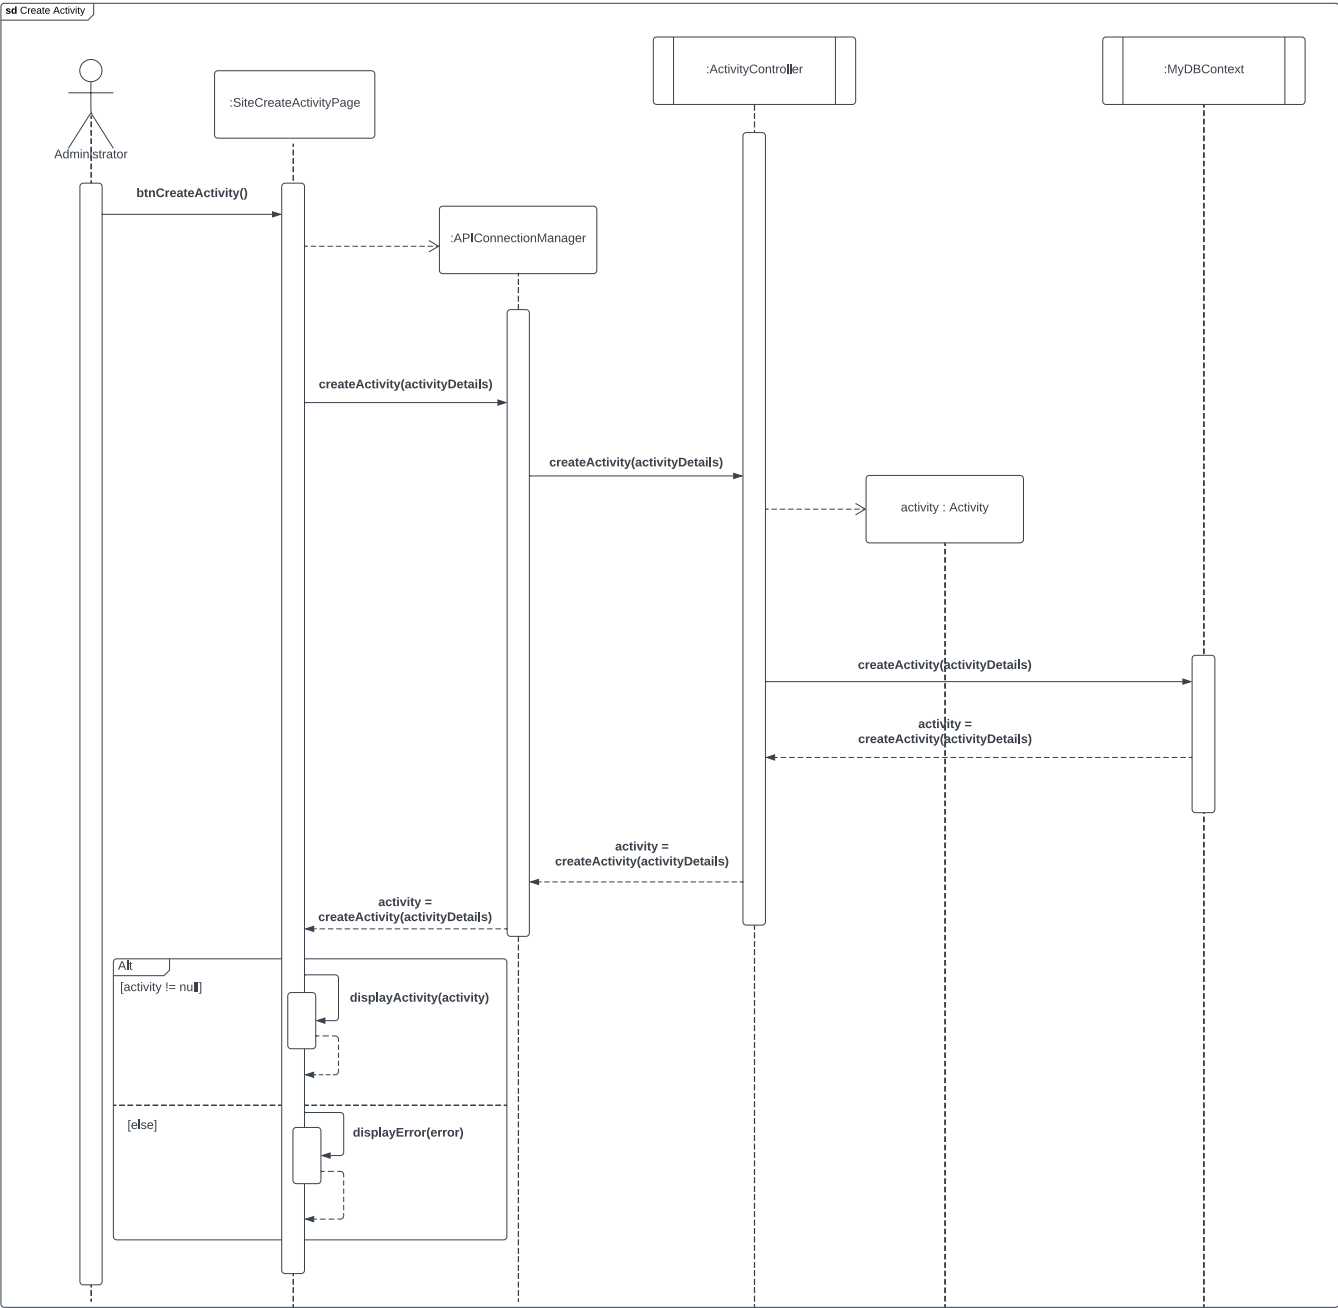 sd Create Activity
:ActivityController
:MyDBContext
:SiteCreateActivityPage
Administrator
btnCreateActivity()
:APIConnectionManager
createActivity(activityDetails)
createActivity(activityDetails)
activity : Activity
createActivity(activityDetails)
activity =
createActivity(activityDetails)
activity =
createActivity(activityDetails)
activity =
createActivity(activityDetails)
Alt
[activity != null]
displayActivity(activity)
[else]
displayError(error)